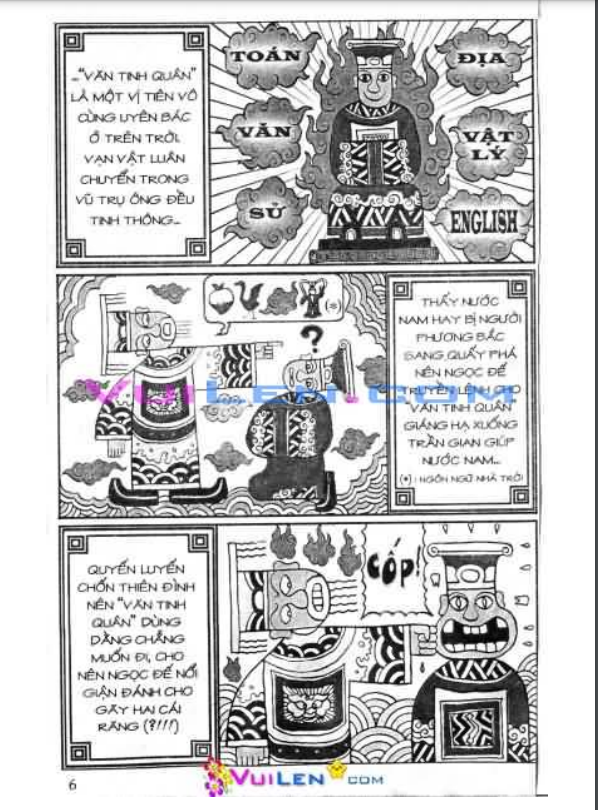 ..."VĂN TINH QUÂN"
LÀ MỘT VỊ TIÊN VÔ
CÙNG UYÊN BÁC
Ở TRÊN TRỜI.
VẠN VẬT LUÂN
CHUYỂN TRONG
VŨ TRỤ ÔNG ĐỀU
TINH THÔNG...
TOÁN
ĐỊA
VĂN
VẬT
LÝ
SỬ
ENGLISH
(*)
?
THẤY NƯỚC
NAM HAY BỊ NGƯỜI
PHƯƠNG BẮC
SANG QUẤY PHÁ
NÊN NGỌC ĐẾ
TRUYỀN LỆNH CHO
VĂN TINH QUÂN
GIÁNG HẠ XUỐNG
TRẦN GIAN GIÚP
NƯỚC NAM...
(*) : NGÔN NGỮ NHÀ TRỜI
VUILEN.COM
QUYẾN LUYẾN
CHỐN THIÊN ĐÌNH
NÊN "VĂN TINH
QUÂN" DÙNG
DẰNG CHẲNG
MUỐN ĐI, CHO
NÊN NGỌC ĐẾ NỔI
GIẬN ĐÁNH CHO
GÃY HAI CÁI
RĂNG (?!!!)
CỐP!
6
VUILEN COM